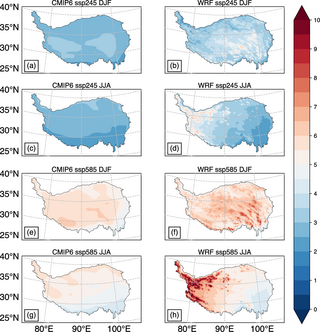 CMIP6 ssp245 DJF
WRF ssp245 DJF
40°N
35°N
30°N
25°N
(a)
(b)
10
9
8
7
6
5
4
3
2
1
0
CMIP6 ssp245 JJA
WRF ssp245 JJA
40°N
35°N
30°N
25°N
(c)
(d)
CMIP6 ssp585 DJF
WRF ssp585 DJF
40°N
35°N
30°N
25°N
(e)
(f)
CMIP6 ssp585 JJA
WRF ssp585 JJA
40°N
35°N
30°N
25°N
(g)
(h)
80°E 90°E 100°E 80°E 90°E 100°E